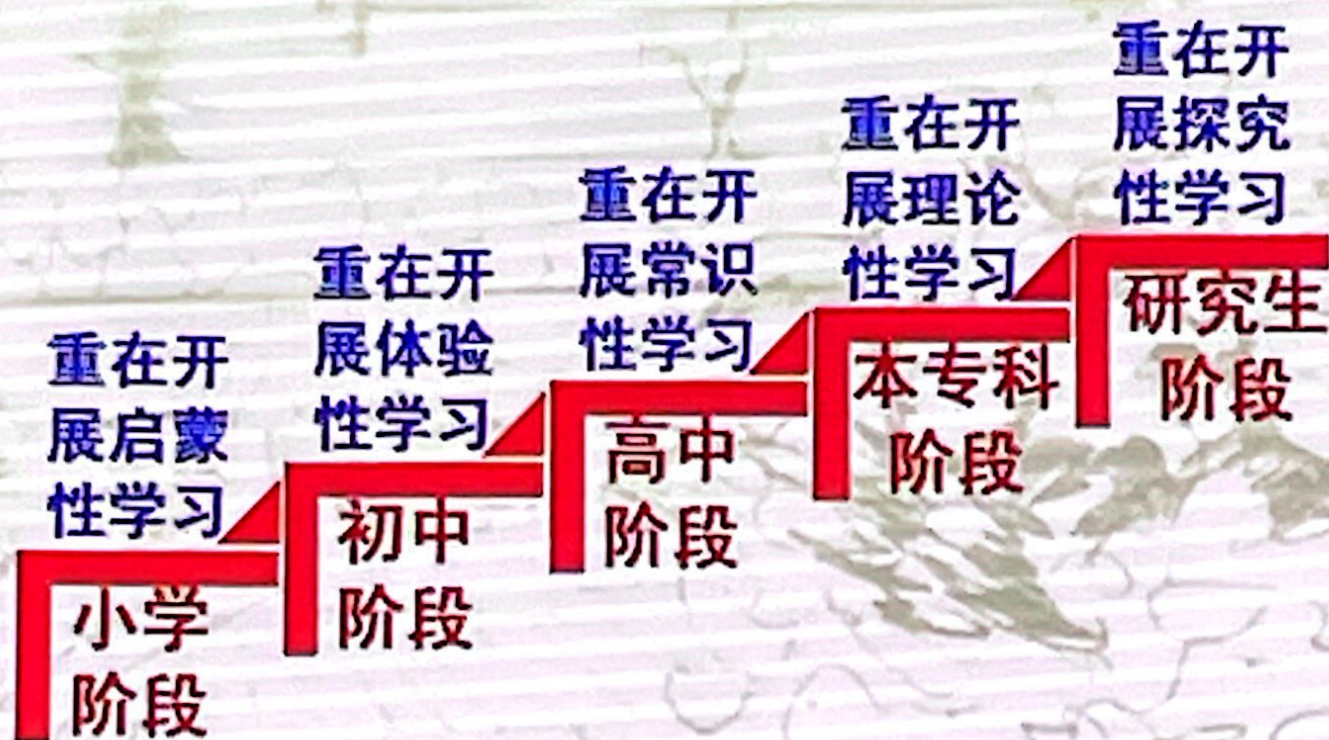 重在开
展启蒙
性学习
小学
阶段
重在开
展体验
性学习
初中
阶段
重在开
展常识
性学习
高中
阶段
重在开
展理论
性学习
本专科
阶段
重在开
展探究
性学习
研究生
阶段